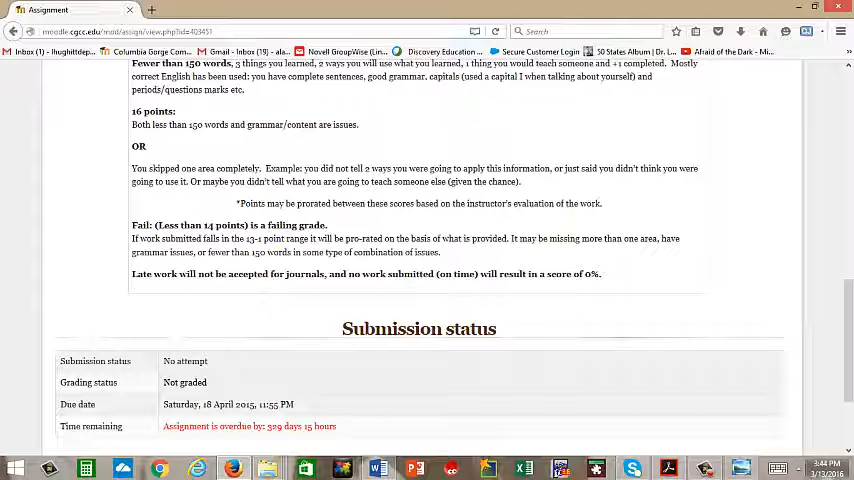 Assignment
moodle.cgcc.edu/mod/assign/view.php?id=403451
Search
Inbox (1) - lhughittdep...
Columbia Gorge Com...
Gmail - Inbox (19) - ala...
Novell GroupWise (Lin...
Discovery Education ...
Secure Customer Login
50 States Album | Dr. L...
Afraid of the Dark - Mi...
Fewer than 150 words, 3 things you learned, 2 ways you will use what you learned, 1 thing you would teach someone and +1 completed. Mostly
correct English has been used: you have complete sentences, good grammar. capitals (used a capital I when talking about yourself) and
periods/questions marks etc.
16 points:
Both less than 150 words and grammar/content are issues.
OR
You skipped one area completely. Example: you did not tell 2 ways you were going to apply this information, or just said you didn't think you were
going to use it. Or maybe you didn't tell what you are going to teach someone else (given the chance).
*Points may be prorated between these scores based on the instructor's evaluation of the work.
Fail: (Less than 14 points) is a failing grade.
If work submitted falls in the 13-1 point range it will be pro-rated on the basis of what is provided. It may be missing more than one area, have
grammar issues, or fewer than 150 words in some type of combination of issues.
Late work will not be accepted for journals, and no work submitted (on time) will result in a score of 0%.
Submission status
Submission status No attempt
Grading status Not graded
Due date Saturday, 18 April 2015, 11:55 PM
Time remaining Assignment is overdue by: 329 days 15 hours
3:44 PM
3/13/2016